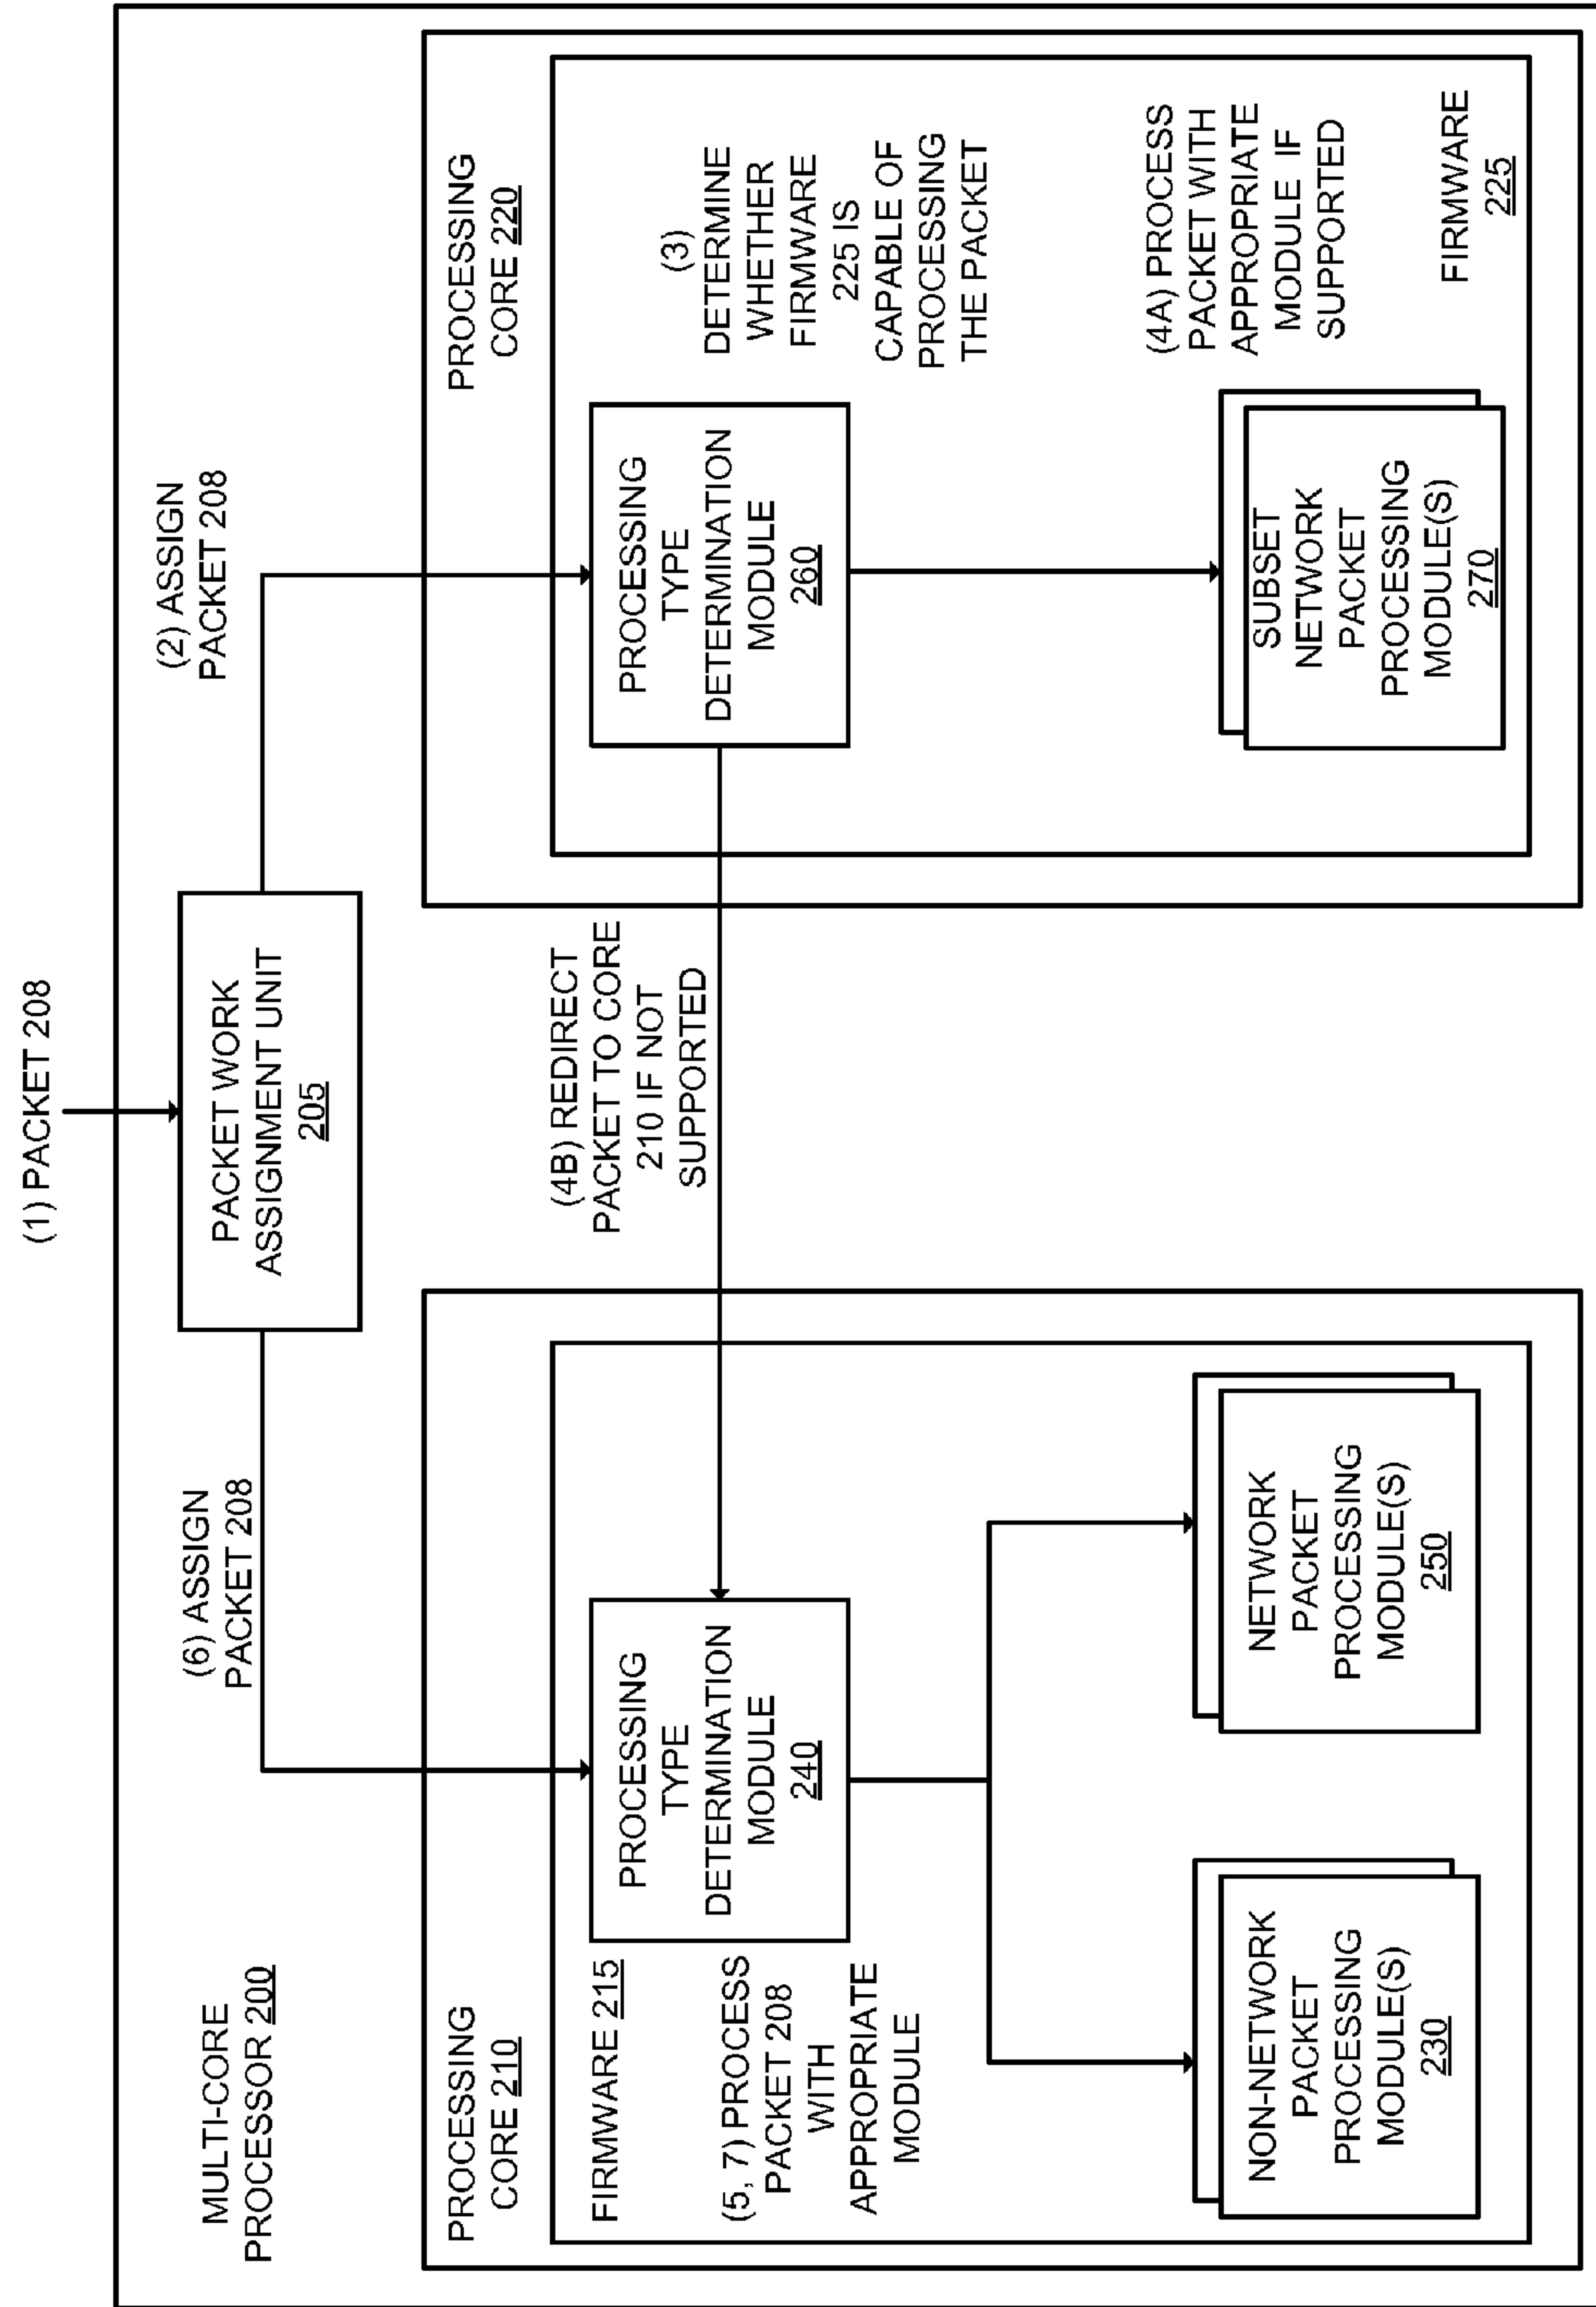 (1) PACKET 208
MULTI-CORE
PROCESSOR 200
(6) ASSIGN
PACKET 208
PACKET WORK
ASSIGNMENT UNIT
205
(2) ASSIGN
PACKET 208
PROCESSING
CORE 210
FIRMWARE 215
(5, 7) PROCESS
PACKET 208
WITH
APPROPRIATE
MODULE
PROCESSING
TYPE
DETERMINATION
MODULE
240
NON-NETWORK
PACKET
PROCESSING
MODULE(S)
230
NETWORK
PACKET
PROCESSING
MODULE(S)
250
(4B) REDIRECT
PACKET TO CORE
210 IF NOT
SUPPORTED
PROCESSING
CORE 220
PROCESSING
TYPE
DETERMINATION
MODULE
260
(3)
DETERMINE
WHETHER
FIRMWARE
225 IS
CAPABLE OF
PROCESSING
THE PACKET
SUBSET
NETWORK
PACKET
PROCESSING
MODULE(S)
270
(4A) PROCESS
PACKET WITH
APPROPRIATE
MODULE IF
SUPPORTED
FIRMWARE
225